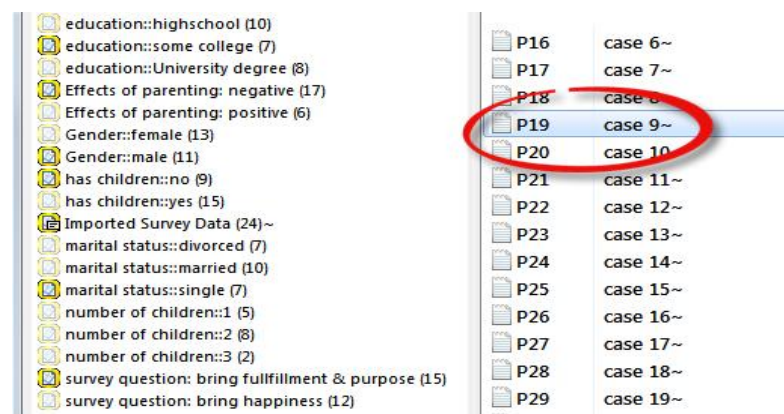 education::highschool (10)
education::some college (7)
education::University degree (8)
Effects of parenting: negative (17)
Effects of parenting: positive (6)
Gender::female (13)
Gender::male (11)
has children::no (9)
has children::yes (15)
Imported Survey Data (24)~
marital status::divorced (7)
marital status::married (10)
marital status::single (7)
number of children::1 (5)
number of children::2 (8)
number of children::3 (2)
survey question: bring fullfillment & purpose (15)
survey question: bring happiness (12)
P16 case 6~
P17 case 7~
P18 case 8
P19 case 9~
P20 case 10
P21 case 11~
P22 case 12~
P23 case 13~
P24 case 14~
P25 case 15~
P26 case 16~
P27 case 17~
P28 case 18~
P29 case 19~